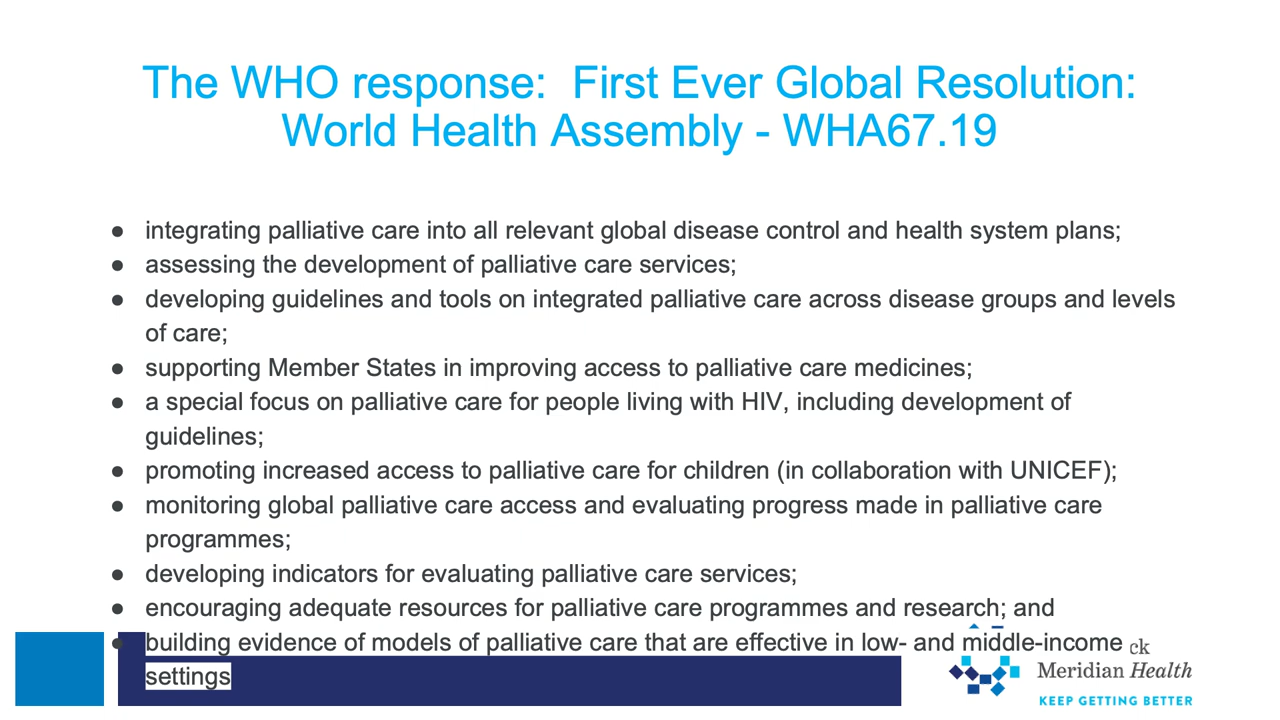 The WHO response:  First Ever Global Resolution:
World Health Assembly - WHA67.19
● integrating palliative care into all relevant global disease control and health system plans;
● assessing the development of palliative care services;
● developing guidelines and tools on integrated palliative care across disease groups and levels
of care;
● supporting Member States in improving access to palliative care medicines;
● a special focus on palliative care for people living with HIV, including development of
guidelines;
● promoting increased access to palliative care for children (in collaboration with UNICEF);
● monitoring global palliative care access and evaluating progress made in palliative care
programmes;
● developing indicators for evaluating palliative care services;
● encouraging adequate resources for palliative care programmes and research; and
● building evidence of models of palliative care that are effective in low- and middle-income
settings
ck
Meridian Health
KEEP GETTING BETTER